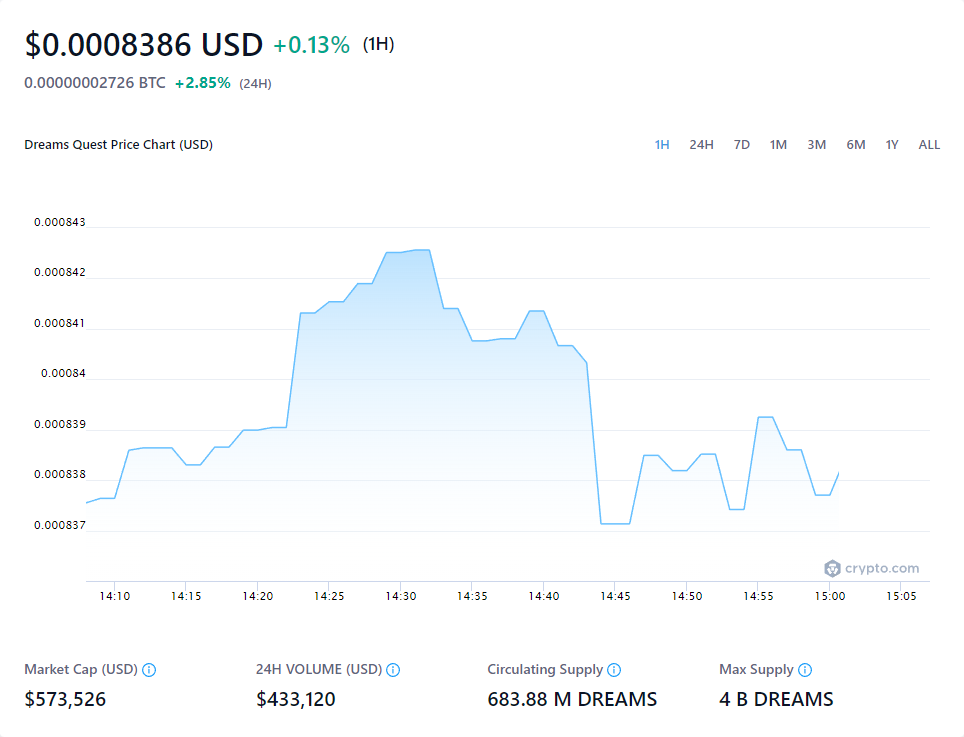 $0.0008386 USD +0.13% (1H)
0.00000002726 BTC +2.85% (24H)
Dreams Quest Price Chart (USD)
1H 24H 7D 1M 3M 6M 1Y ALL
0.000843
0.000842
0.000841
0.00084
0.000839
0.000838
0.000837
crypto.com
14:10 14:15 14:20 14:25 14:30 14:35 14:40 14:45 14:50 14:55 15:00 15:05
Market Cap (USD) 24H VOLUME (USD) Circulating Supply Max Supply
$573,526 $433,120 683.88 M DREAMS 4 B DREAMS